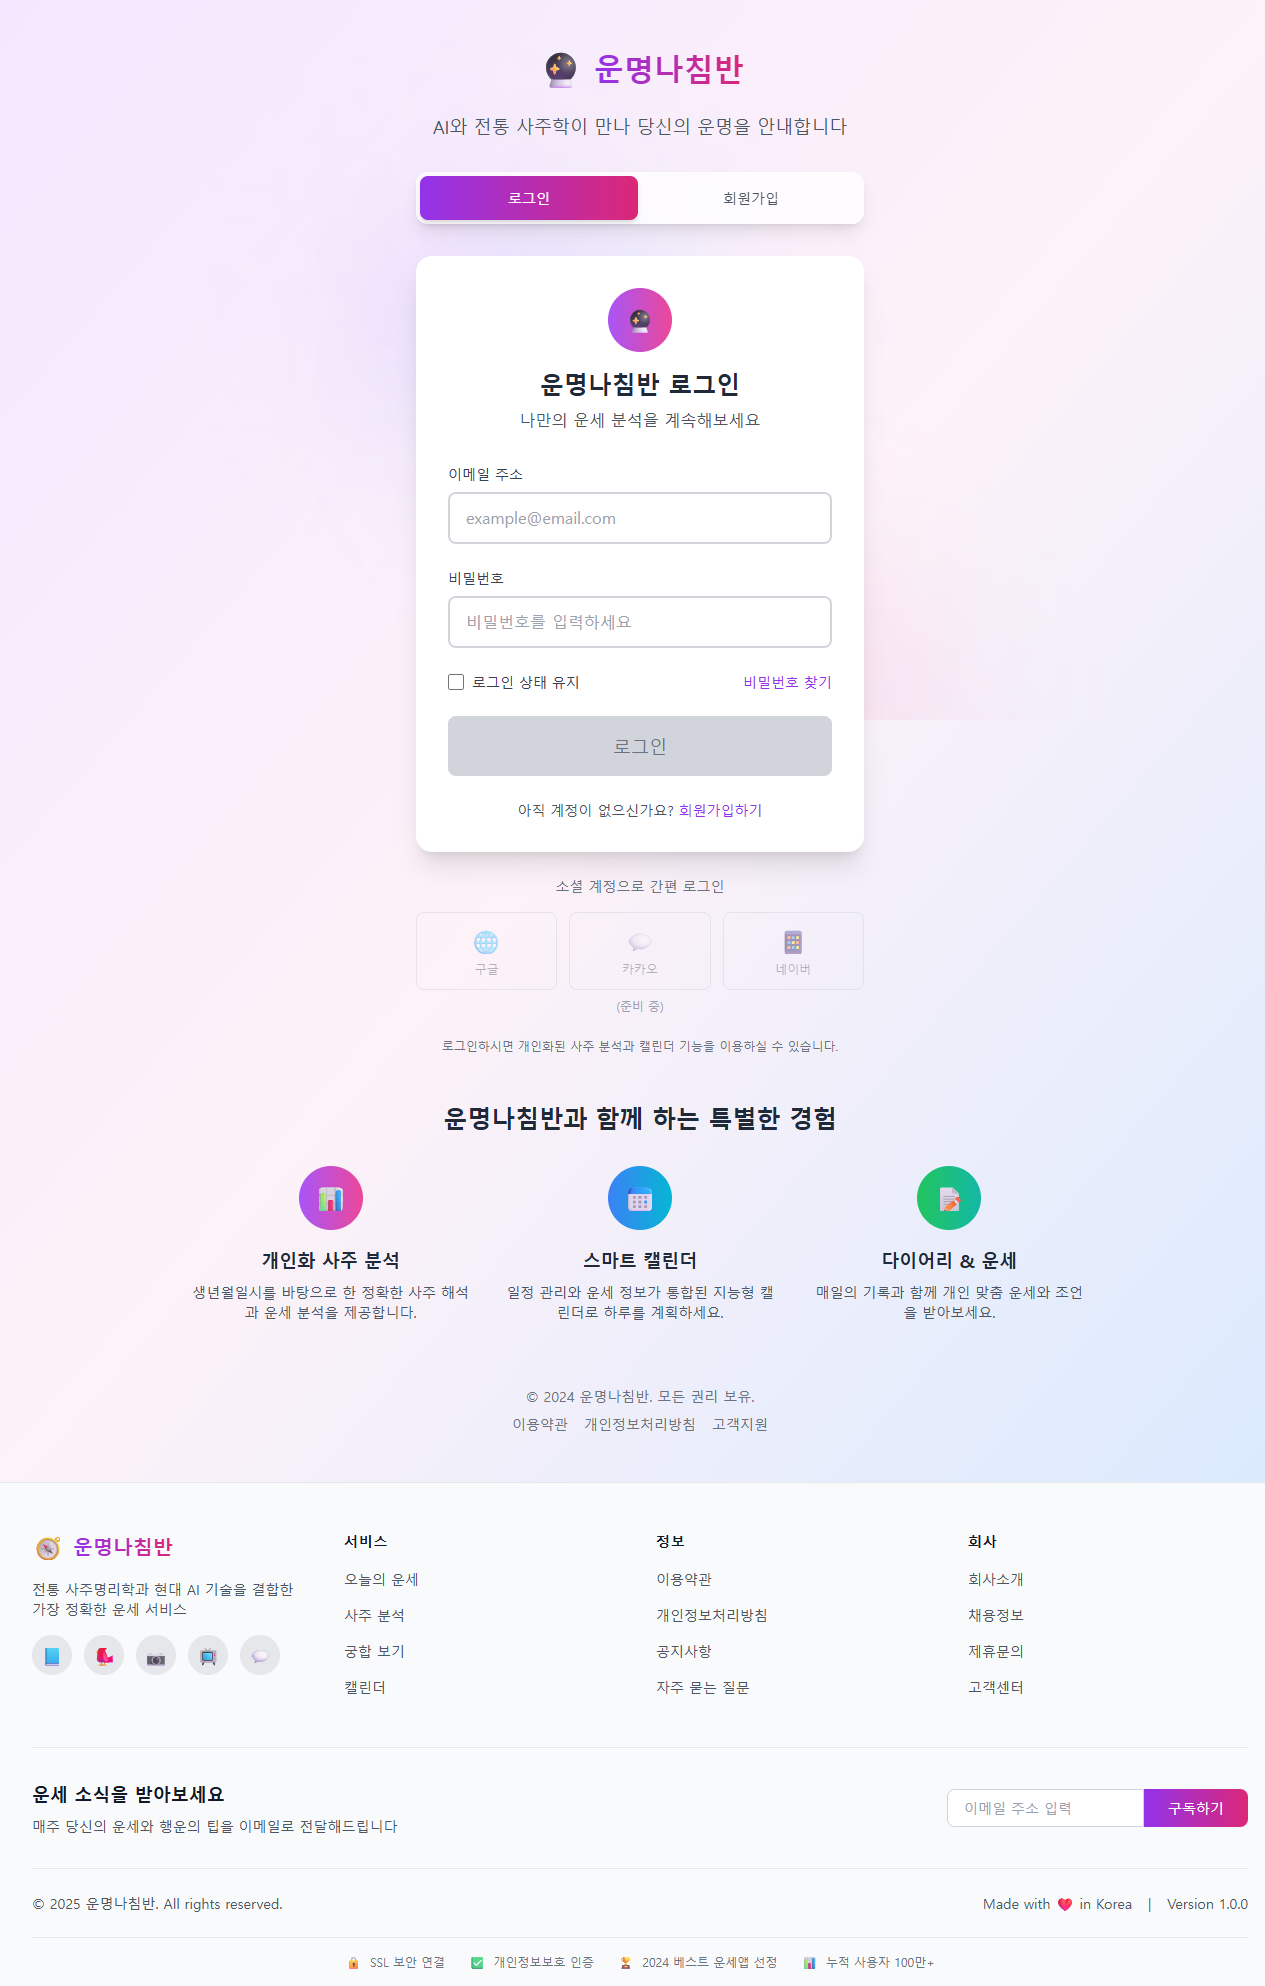 운명나침반
AI와 전통 사주학이 만나 당신의 운명을 안내합니다
로그인 회원가입
운명나침반 로그인
나만의 운세 분석을 계속해보세요
이메일 주소
example@email.com
비밀번호
비밀번호를 입력하세요
로그인 상태 유지 비밀번호 찾기
로그인
아직 계정이 없으신가요? 회원가입하기
소셜 계정으로 간편 로그인
구글 카카오 네이버
(준비 중)
로그인하시면 개인화된 사주 분석과 캘린더 기능을 이용하실 수 있습니다.
운명나침반과 함께 하는 특별한 경험
개인화 사주 분석
생년월일시를 바탕으로 한 정확한 사주 해석
과 운세 분석을 제공합니다.
스마트 캘린더
일정 관리와 운세 정보가 통합된 지능형 캘
린더로 하루를 계획하세요.
다이어리 & 운세
매일의 기록과 함께 개인 맞춤 운세와 조언
을 받아보세요.
© 2024 운명나침반. 모든 권리 보유.
이용약관 개인정보처리방침 고객지원
운명나침반
전통 사주명리학과 현대 AI 기술을 결합한
가장 정확한 운세 서비스
서비스
오늘의 운세
사주 분석
궁합 보기
캘린더
정보
이용약관
개인정보처리방침
공지사항
자주 묻는 질문
회사
회사소개
채용정보
제휴문의
고객센터
운세 소식을 받아보세요
매주 당신의 운세와 행운의 팁을 이메일로 전달해드립니다
이메일 주소 입력 구독하기
© 2025 운명나침반. All rights reserved.
Made with ❤️ in Korea | Version 1.0.0
SSL 보안 연결 개인정보보호 인증 2024 베스트 운세앱 선정 누적 사용자 100만+